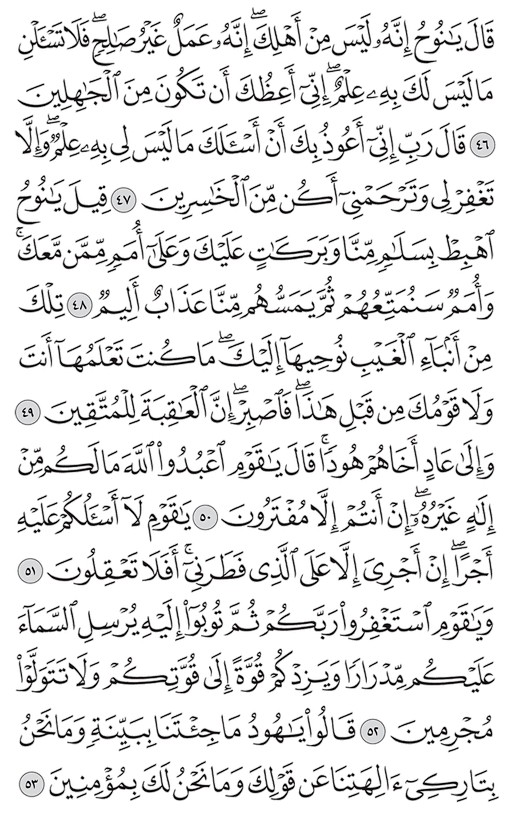 قَالَ يَٰنُوحُ إِنَّهُۥ لَيْسَ مِنْ أَهْلِكَ ۖ إِنَّهُۥ عَمَلٌ غَيْرُ صَٰلِحٍ ۖ فَلَا تَسْـَٔلْنِ
مَا لَيْسَ لَكَ بِهِۦ عِلْمٌ ۖ إِنِّىٓ أَعِظُكَ أَن تَكُونَ مِنَ ٱلْجَٰهِلِينَ
٤٦ قَالَ رَبِّ إِنِّىٓ أَعُوذُ بِكَ أَنْ أَسْـَٔلَكَ مَا لَيْسَ لِى بِهِۦ عِلْمٌ ۖ وَإِلَّا
تَغْفِرْ لِى وَتَرْحَمْنِىٓ أَكُن مِّنَ ٱلْخَٰسِرِينَ ٤٧ قِيلَ يَٰنُوحُ
ٱهْبِطْ بِسَلَٰمٍ مِّنَّا وَبَرَكَٰتٍ عَلَيْكَ وَعَلَىٰٓ أُمَمٍ مِّمَّن مَّعَكَ ۚ
وَأُمَمٌ سَنُمَتِّعُهُمْ ثُمَّ يَمَسُّهُم مِّنَّا عَذَابٌ أَلِيمٌ ٤٨ تِلْكَ
مِنْ أَنۢبَآءِ ٱلْغَيْبِ نُوحِيهَآ إِلَيْكَ ۖ مَا كُنتَ تَعْلَمُهَآ أَنتَ
وَلَا قَوْمُكَ مِن قَبْلِ هَٰذَا ۖ فَٱصْبِرْ ۖ إِنَّ ٱلْعَٰقِبَةَ لِلْمُتَّقِينَ ٤٩
وَإِلَىٰ عَادٍ أَخَاهُمْ هُودًا ۚ قَالَ يَٰقَوْمِ ٱعْبُدُوا۟ ٱللَّهَ مَا لَكُم مِّنْ
إِلَٰهٍ غَيْرُهُۥٓ ۖ إِنْ أَنتُمْ إِلَّا مُفْتَرُونَ ٥٠ يَٰقَوْمِ لَآ أَسْـَٔلُكُمْ عَلَيْهِ
أَجْرًا ۖ إِنْ أَجْرِىَ إِلَّا عَلَى ٱلَّذِى فَطَرَنِىٓ ۚ أَفَلَا تَعْقِلُونَ ٥١
وَيَٰقَوْمِ ٱسْتَغْفِرُوا۟ رَبَّكُمْ ثُمَّ تُوبُوٓا۟ إِلَيْهِ يُرْسِلِ ٱلسَّمَآءَ
عَلَيْكُم مِّدْرَارًا وَيَزِدْكُمْ قُوَّةً إِلَىٰ قُوَّتِكُمْ وَلَا تَتَوَلَّوْا۟
مُجْرِمِينَ ٥٢ قَالُوا۟ يَٰهُودُ مَا جِئْتَنَا بِبَيِّنَةٍ وَمَا نَحْنُ
بِتَارِكِىٓ ءَالِهَتِنَا عَن قَوْلِكَ وَمَا نَحْنُ لَكَ بِمُؤْمِنِينَ ٥٣